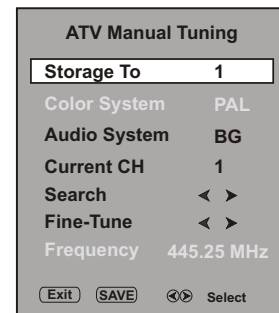 ATV Manual Tuning
Storage To 1
Color System PAL
Audio System BG
Current CH 1
Search
Fine-Tune
Frequency 445.25 MHz
Exit SAVE Select